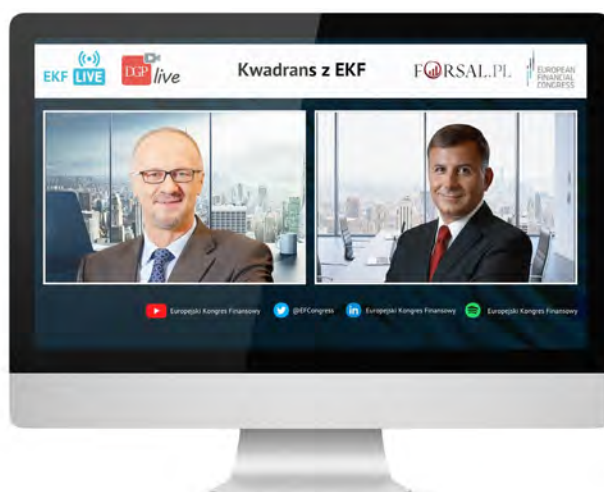 EKF LIVE
DGP live
Kwadrans z EKF
FORSAL.PL
EUROPEAN
FINANCIAL
CONGRESS
Europejski Kongres Finansowy
@EFCongress
Europejski Kongres Finansowy
Europejski Kongres Finansowy